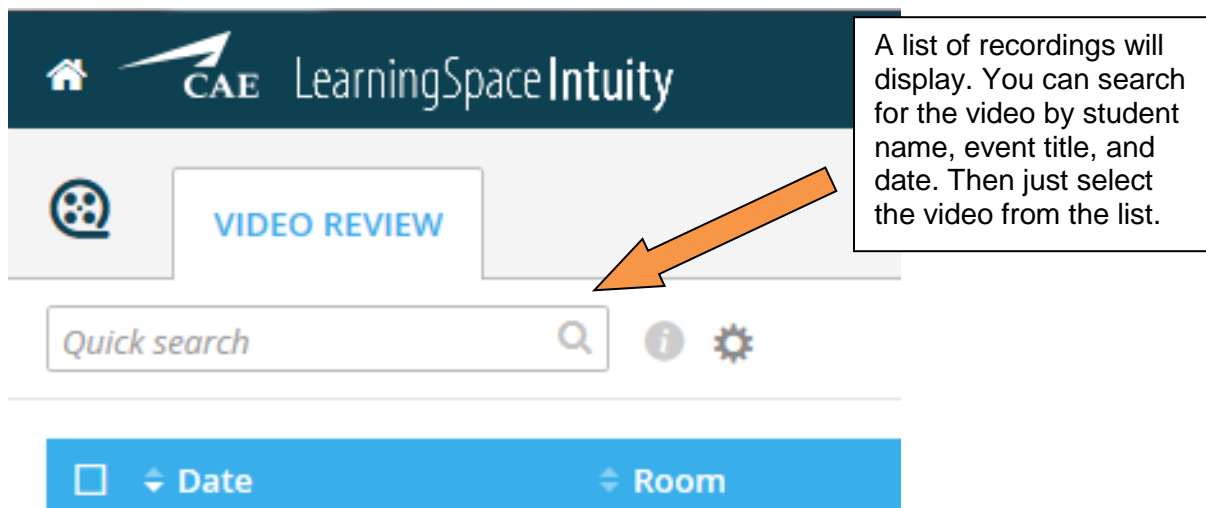 CAE LearningSpace Intuity
A list of recordings will
display. You can search
for the video by student
name, event title, and
date. Then just select
the video from the list.
VIDEO REVIEW
Quick search
Date Room